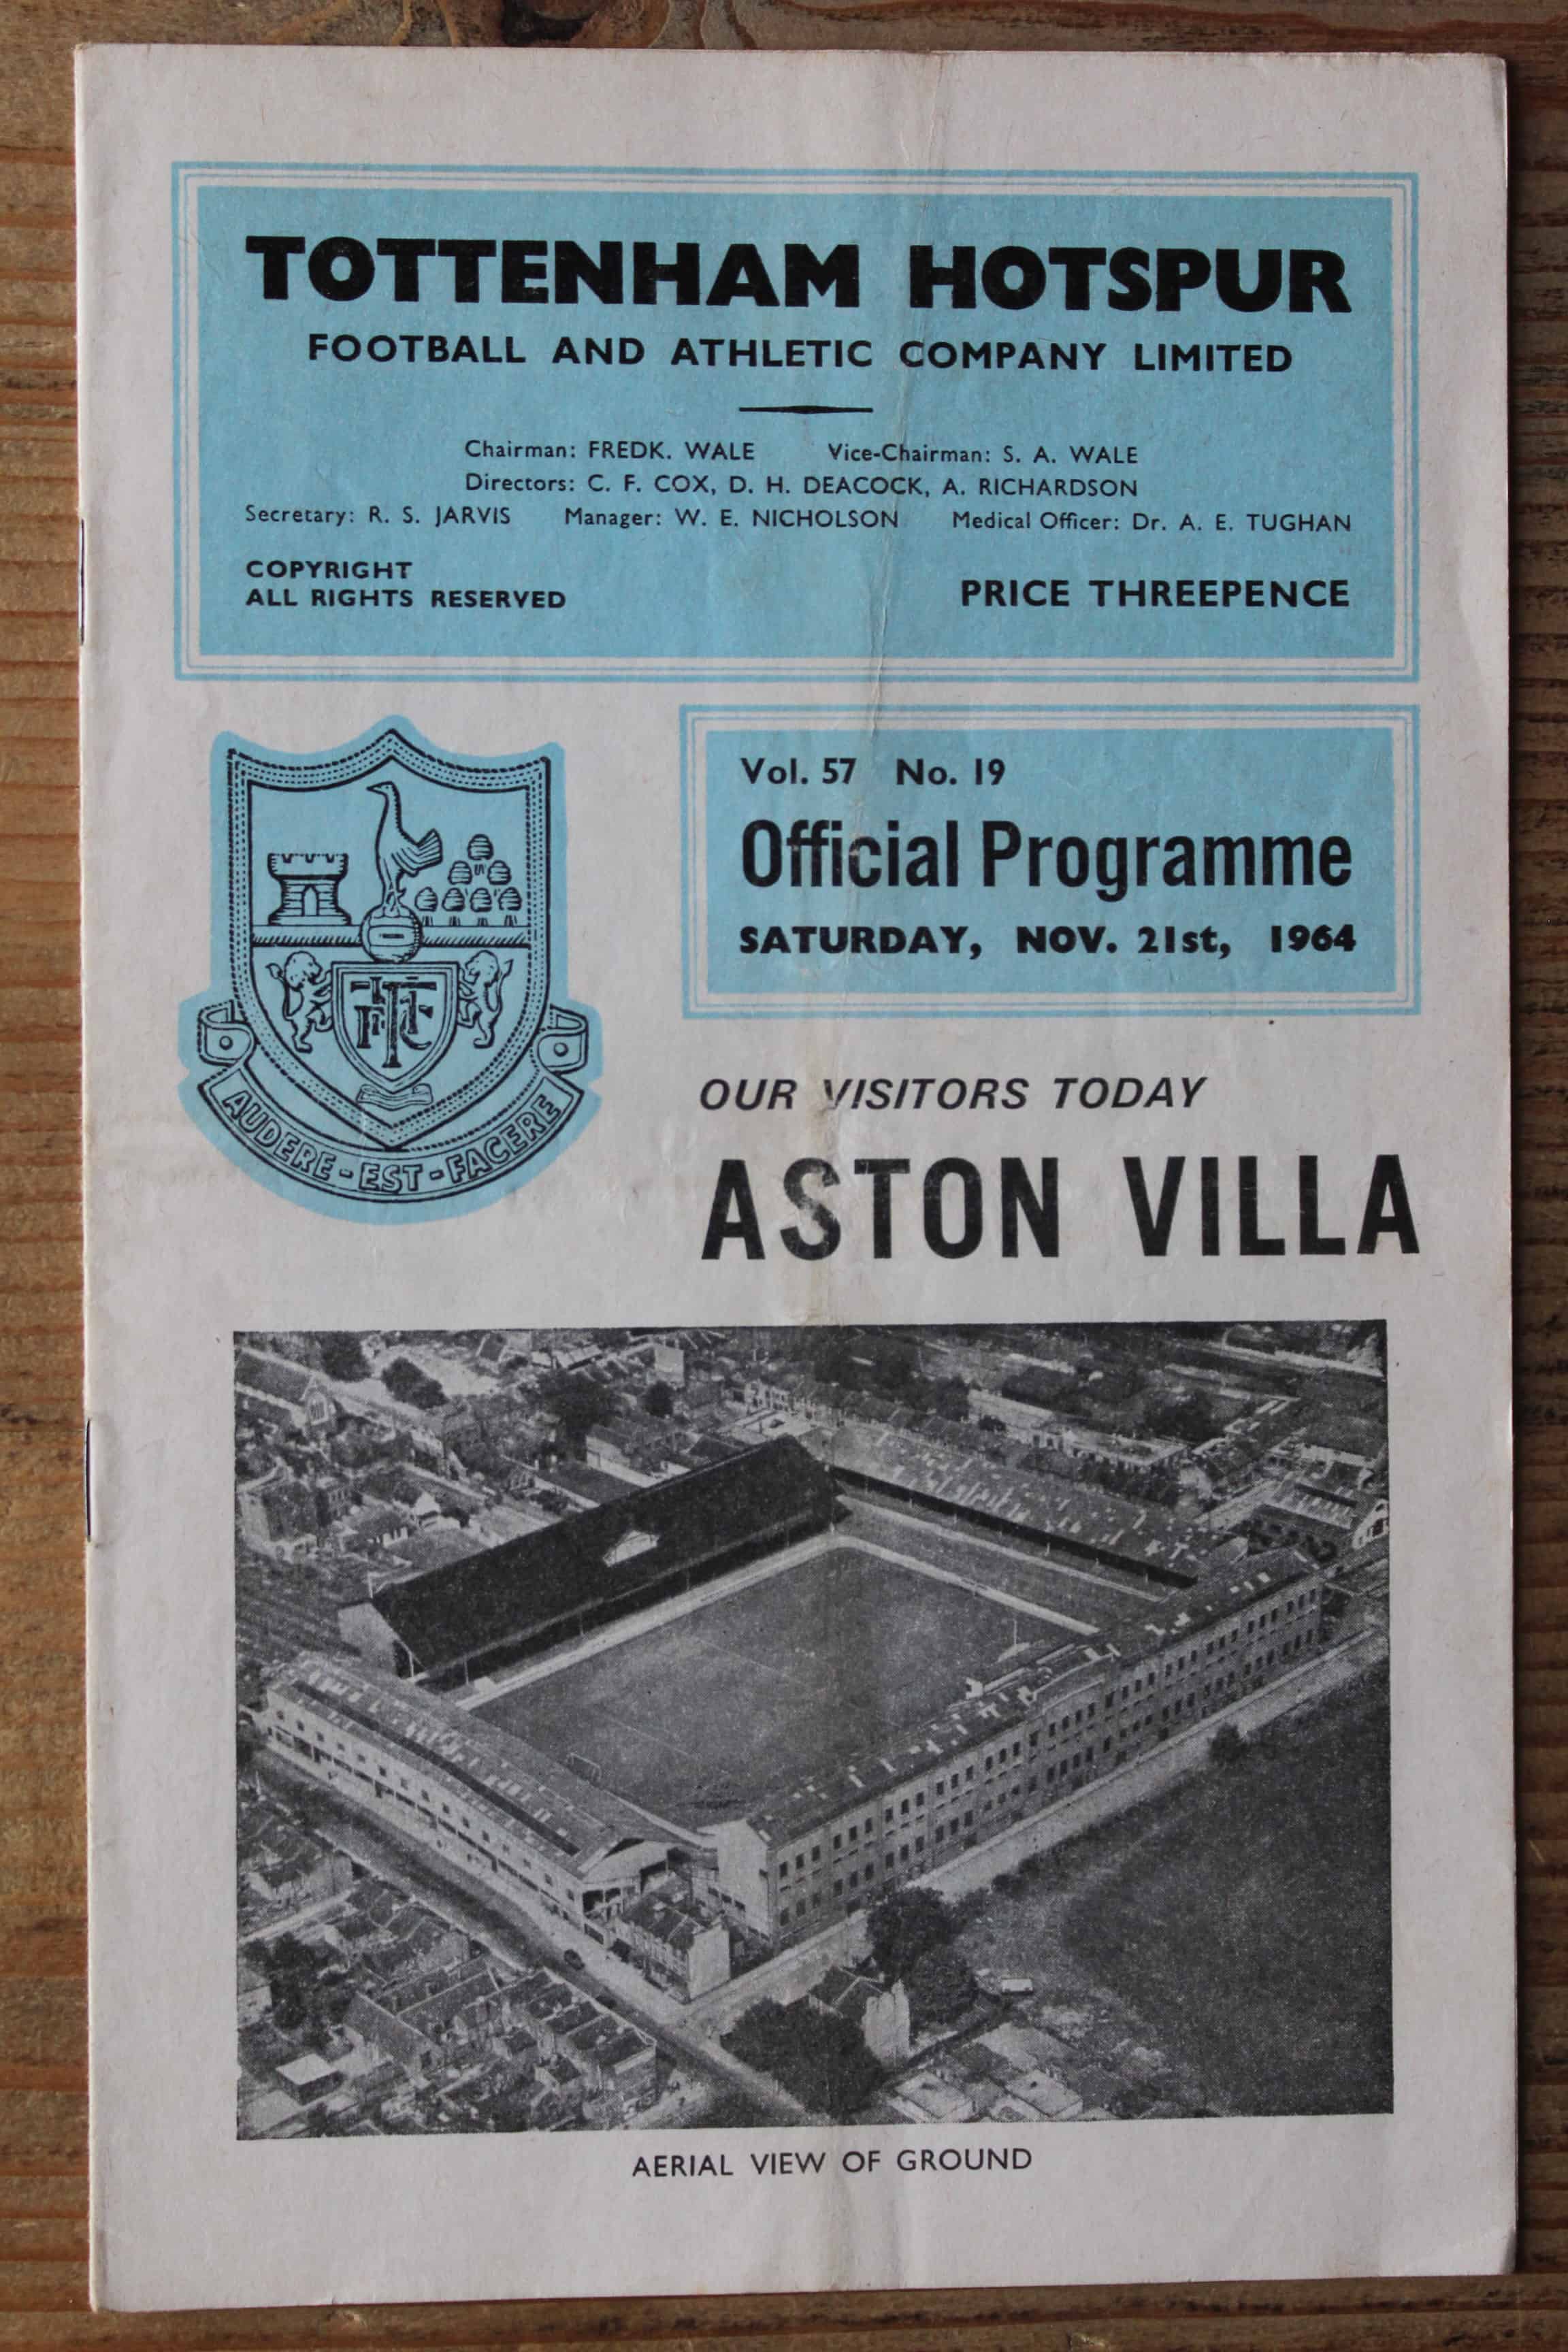 TOTTENHAM HOTSPUR
FOOTBALL AND ATHLETIC COMPANY LIMITED
Chairman: FREDK. WALE Vice-Chairman: S. A. WALE
Directors: C. F. COX, D. H. DEACOCK, A. RICHARDSON
Secretary: R. S. JARVIS Manager: W. E. NICHOLSON Medical Officer: Dr. A. E. TUGHAN
COPYRIGHT
ALL RIGHTS RESERVED
PRICE THREEPENCE
Vol. 57 No. 19
Official Programme
SATURDAY, NOV. 21st, 1964
THFC
AUDERE-EST-FACERE
OUR VISITORS TODAY
ASTON VILLA
AERIAL VIEW OF GROUND